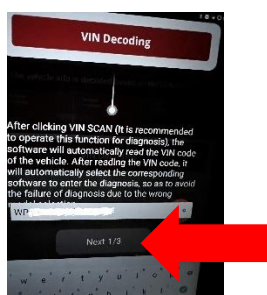 VIN Decoding
After clicking VIN SCAN (It is recommended
to operate this function for diagnosis), the
software will automatically read the VIN code
of the vehicle. After reading the VIN code, it
will automatically select the corresponding
software to enter the diagnosis, so as to avoid
the failure of diagnosis due to the wrong
WP
Next 1/3
w e r t y u i o